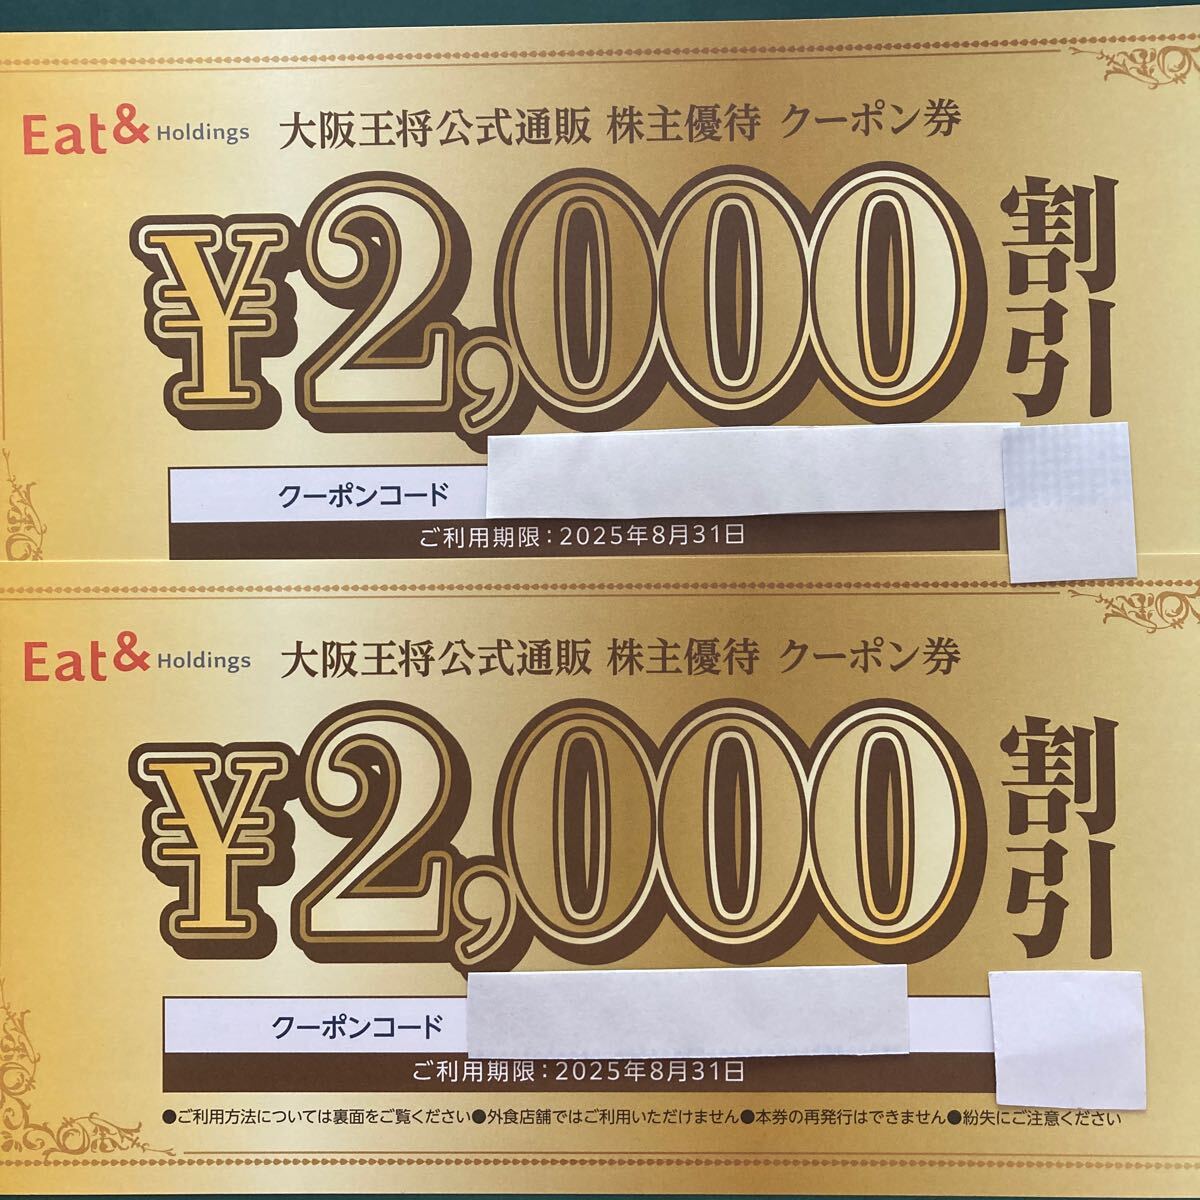 Eat& Holdings 大阪王将公式通販 株主優待 クーポン券
¥2,000割引
クーポンコード
ご利用期限：2025年8月31日
Eat& Holdings 大阪王将公式通販 株主優待 クーポン券
¥2,000割引
クーポンコード
ご利用期限：2025年8月31日
●ご利用方法については裏面をご覧ください●外食店舗ではご利用いただけません●本券の再発行はできません●紛失にご注意ください